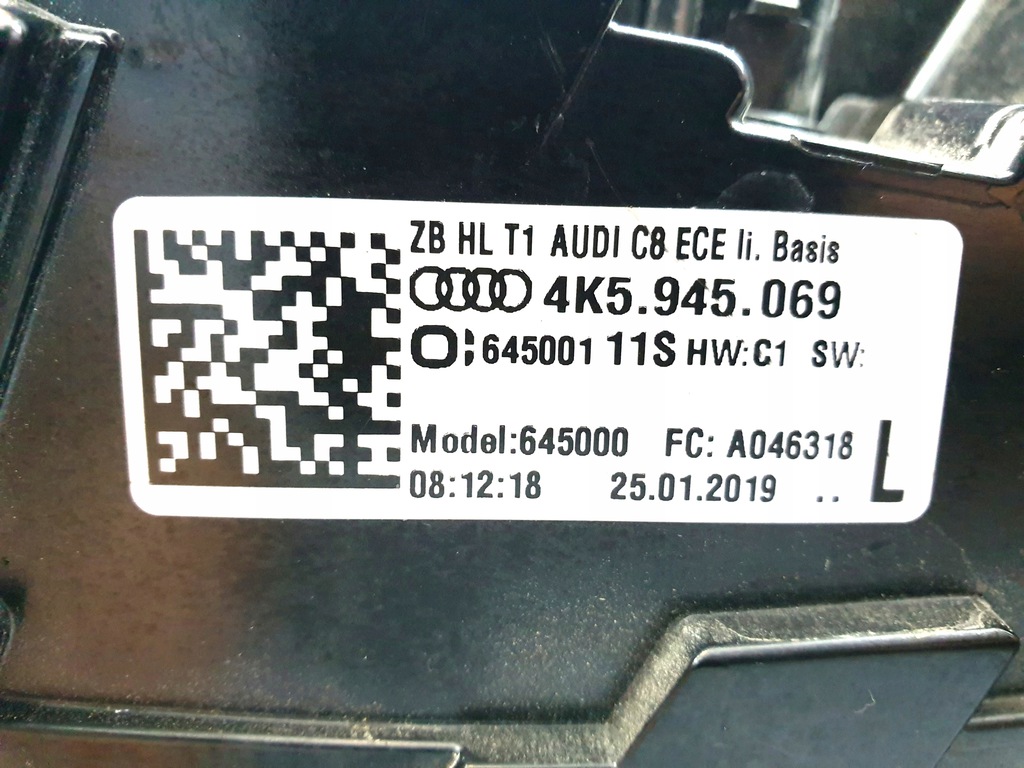 ZB HL T1 AUDI C8 ECE li. Basis
4K5.945.069
645001 11S HW:C1 SW:
Model:645000 FC: A046318
08:12:18 25.01.2019 .. L